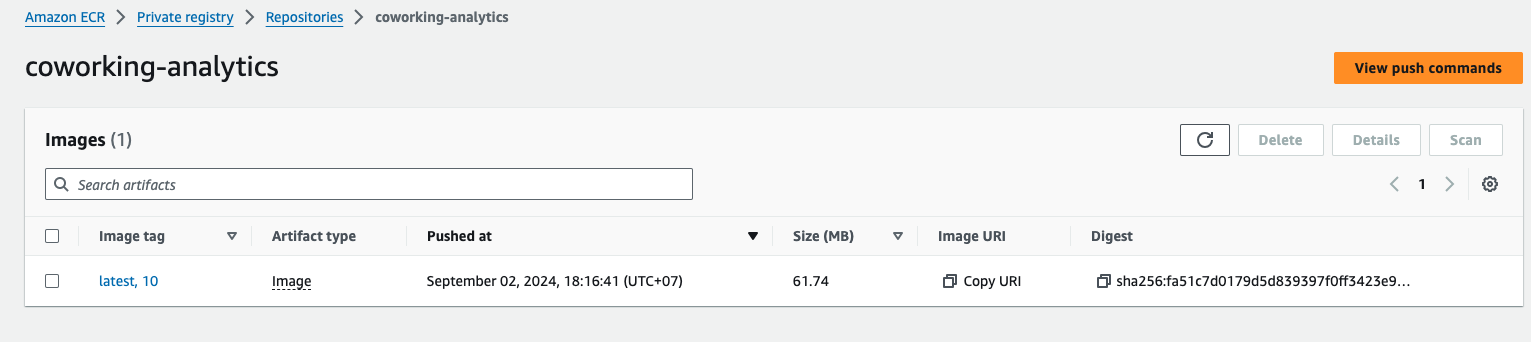 Amazon ECR > Private registry > Repositories > coworking-analytics
coworking-analytics
View push commands
Images (1)
Delete Details Scan
Search artifacts
1
Image tag Artifact type Pushed at Size (MB) Image URI Digest
latest, 10 Image September 02, 2024, 18:16:41 (UTC+07) 61.74 Copy URI sha256:fa51c7d0179d5d839397f0ff3423e9...